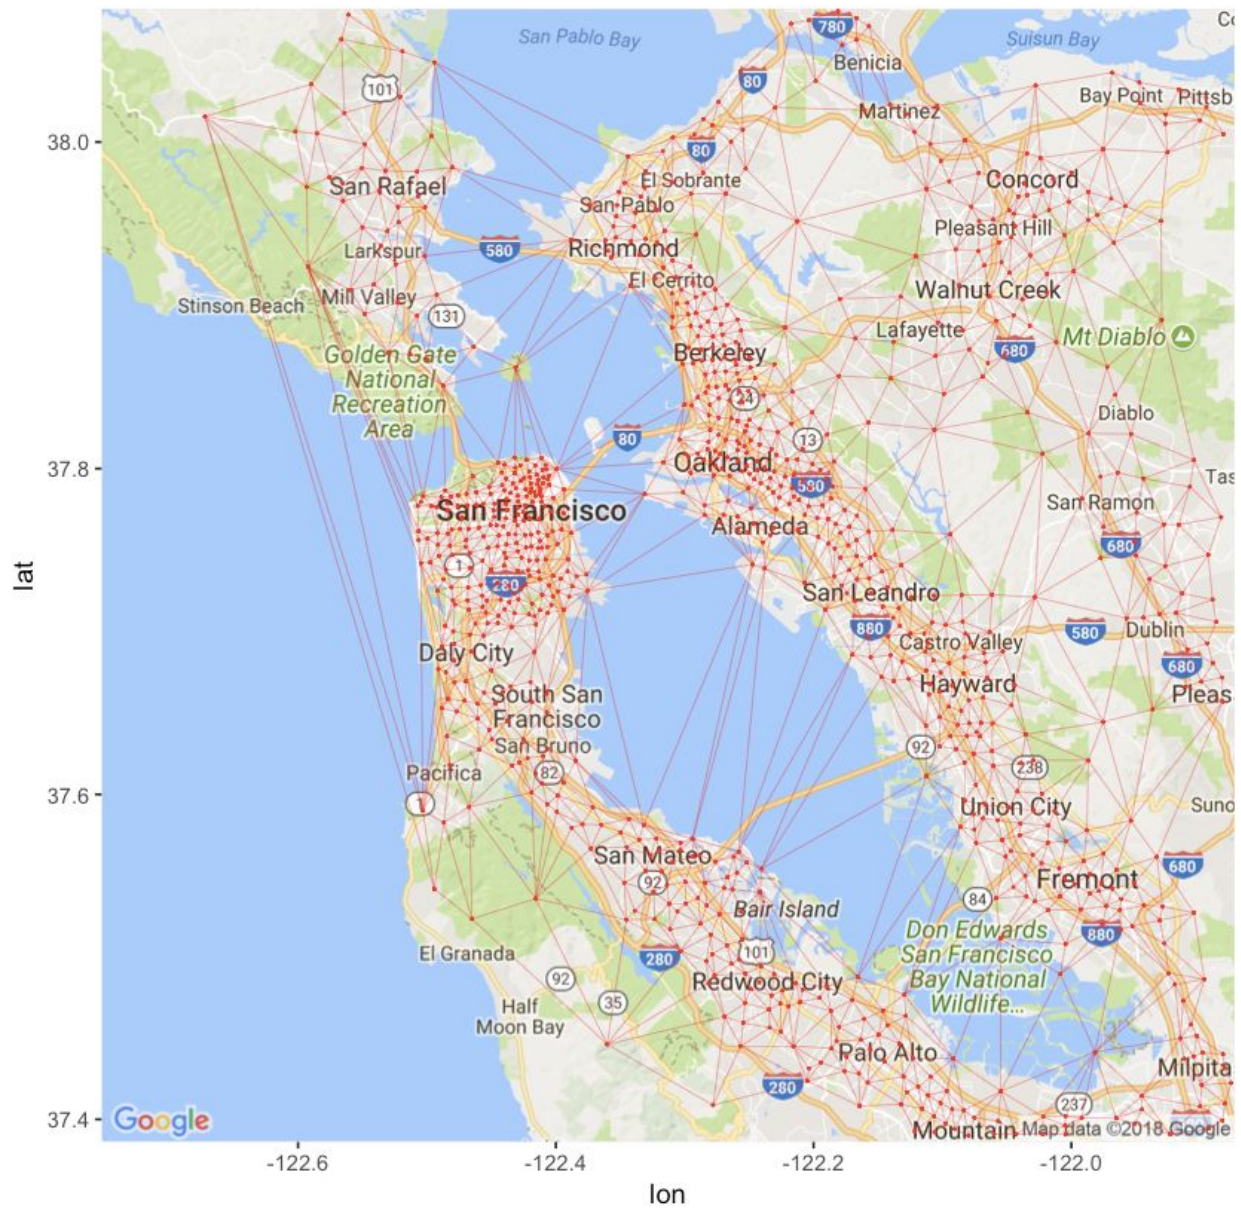 San Pablo Bay
780
Suisun Bay
Benicia
80
101
Bay Point
Pittsb
Martinez
38.0
80
El Sobrante
San Rafael
Concord
San Pablo
Pleasant Hill
Larkspur
580
Richmond
El Cerrito
Stinson Beach
Mill Valley
Walnut Creek
131
Lafayette
Mt Diablo
Golden Gate
National
Recreation
Area
Berkeley
680
24
Diablo
80
13
37.8
Oakland
Tas
580
San Francisco
San Ramon
Alameda
680
1
280
San Leandro
880
580
Dublin
Daly City
Castro Valley
680
Hayward
South San
Francisco
Pleas
San Bruno
92
Pacifica
82
238
37.6
1
Union City
Suno
San Mateo
680
92
Fremont
84
Bair Island
880
Don Edwards
San Francisco
Bay National
Wildlife...
El Granada
101
280
92
Redwood City
35
Half
Moon Bay
Palo Alto
Milpita
280
237
37.4
Google
Mountain
Map data ©2018 Google
-122.6
-122.4
-122.2
-122.0
lon
lat